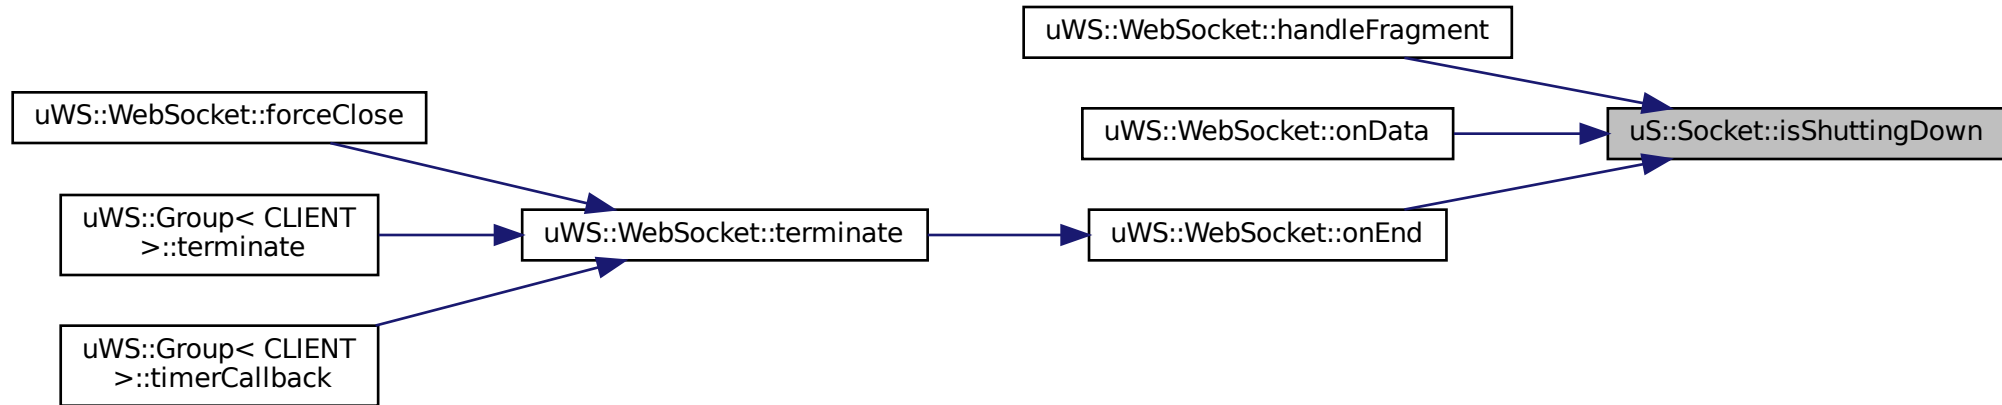 uWS::WebSocket::handleFragment
uWS::WebSocket::forceClose
uWS::WebSocket::onData
uS::Socket::isShuttingDown
uWS::Group< CLIENT
>::terminate
uWS::WebSocket::terminate
uWS::WebSocket::onEnd
uWS::Group< CLIENT
>::timerCallback